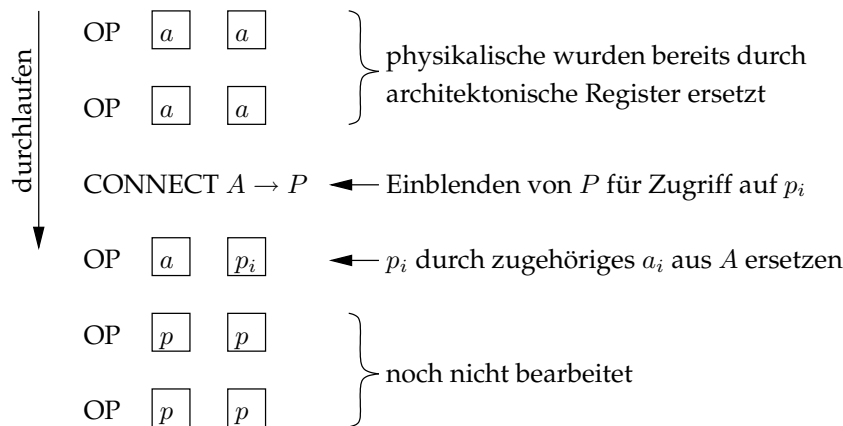 durchlaufen
OP a a
physikalische wurden bereits durch
architektonische Register ersetzt
OP a a
CONNECT A → P
Einblenden von P für Zugriff auf pᵢ
OP a pᵢ
pᵢ durch zugehöriges aᵢ aus A ersetzen
OP p p
noch nicht bearbeitet
OP p p